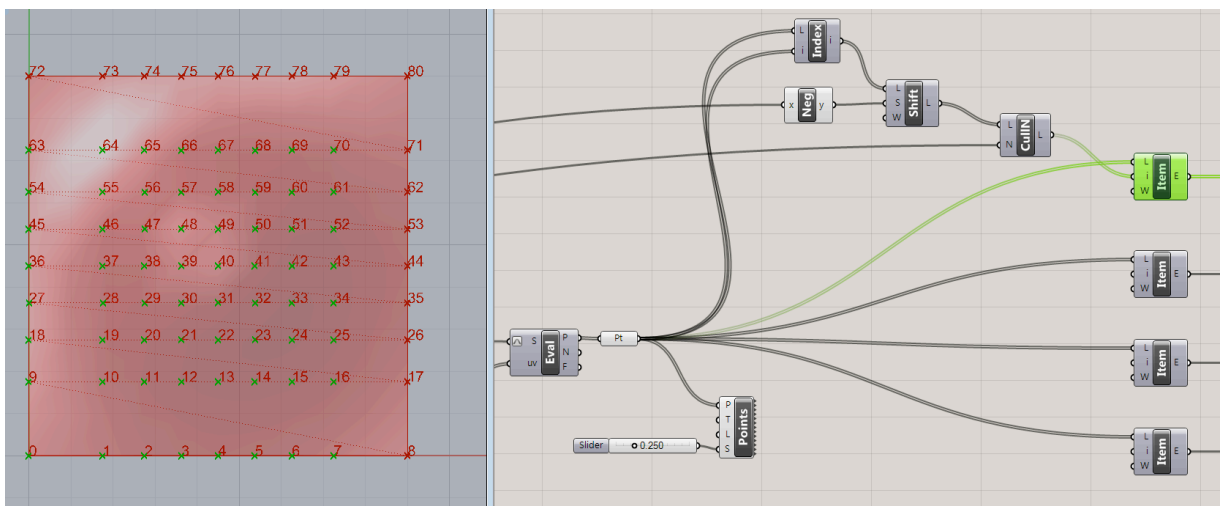 72 73 74 75 76 77 78 79 80
63 64 65 66 67 68 69 70 71
54 55 56 57 58 59 60 61 62
45 46 47 48 49 50 51 52 53
36 37 38 39 40 41 42 43 44
27 28 29 30 31 32 33 34 35
18 19 20 21 22 23 24 25 26
9 10 11 12 13 14 15 16 17
0 1 2 3 4 5 6 7 8
L
i
Index
i
x
Neg
y
L
S
W
Shift
L
L
N
CullN
L
L
i
W
Item
E
L
i
W
Item
E
S
uv
Eval
P
N
F
Pt
L
i
W
Item
E
P
T
L
S
Points
Slider 0.250
L
i
W
Item
E